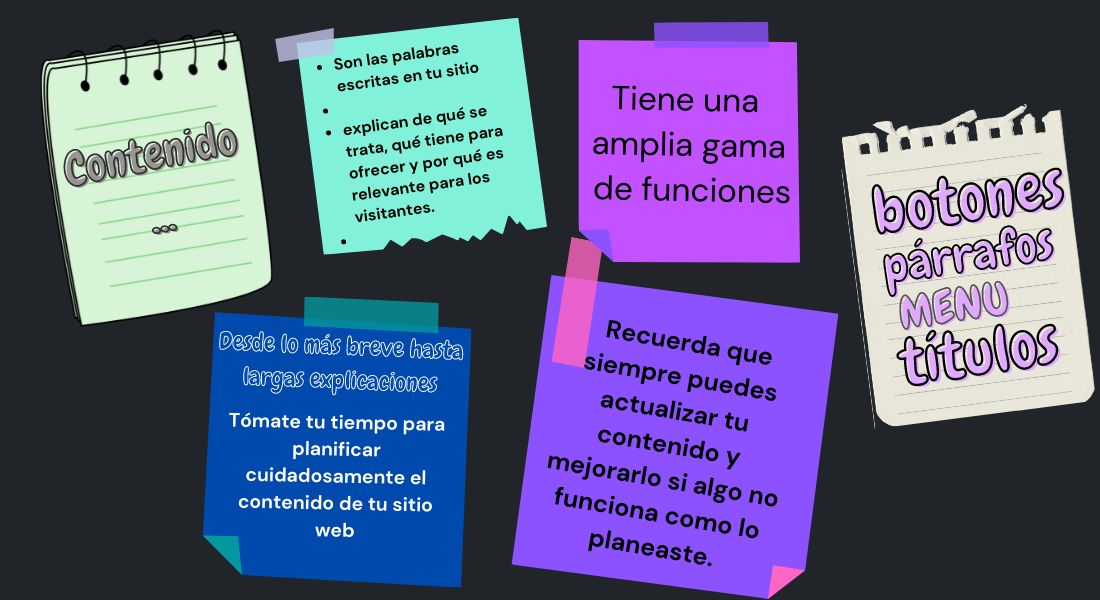 Contenido
...
• Son las palabras
escritas en tu sitio
•
• explican de qué se
trata, qué tiene para
ofrecer y por qué es
relevante para los
visitantes.
•
Tiene una
amplia gama
de funciones
botones
párrafos
MENU
títulos
Desde lo más breve hasta
largas explicaciones
Tómate tu tiempo para
planificar
cuidadosamente el
contenido de tu sitio
web
Recuerda que
siempre puedes
actualizar tu
contenido y
mejorarlo si algo no
funciona como lo
planeaste.